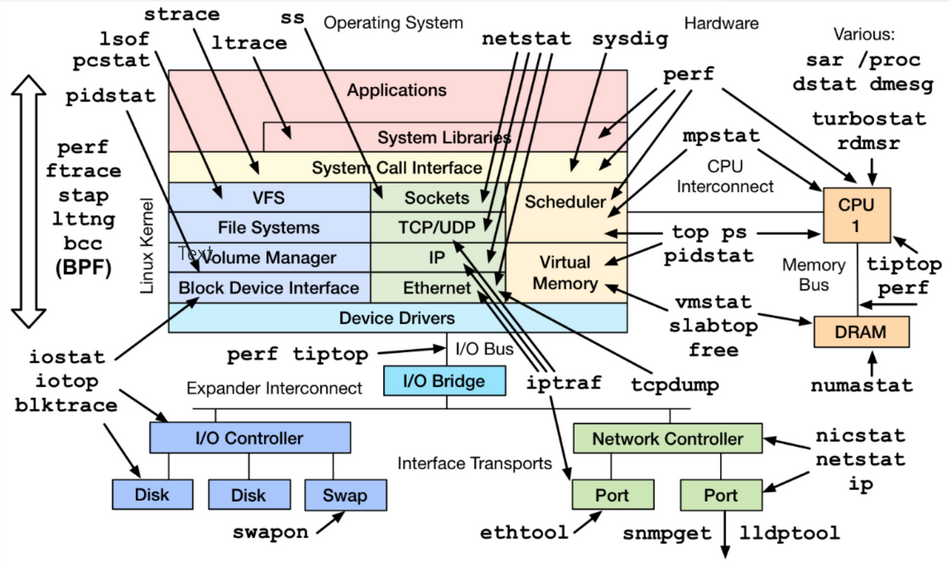 strace
ss
Operating System
Hardware
lsof
pcstat
ltrace
netstat
sysdig
Various:
sar /proc
dstat dmesg
pidstat
Applications
perf
turbostat
rdmsr
System Libraries
mpstat
perf
ftrace
stap
lttng
bcc
(BPF)
System Call Interface
CPU
Interconnect
Linux Kernel
VFS
Sockets
Scheduler
CPU
1
File Systems
TCP/UDP
top ps
pidstat
Text
Volume Manager
IP
Virtual
Memory
Memory
Bus
tiptop
perf
Block Device Interface
Ethernet
vmstat
slabtop
free
Device Drivers
DRAM
iostat
iotop
blktrace
perf tiptop
I/O Bus
I/O Bridge
iptraf
tcpdump
numastat
Expander Interconnect
I/O Controller
Network Controller
nicstat
netstat
ip
Interface Transports
Disk
Disk
Swap
Port
Port
swapon
ethtool
snmpget
lldptool